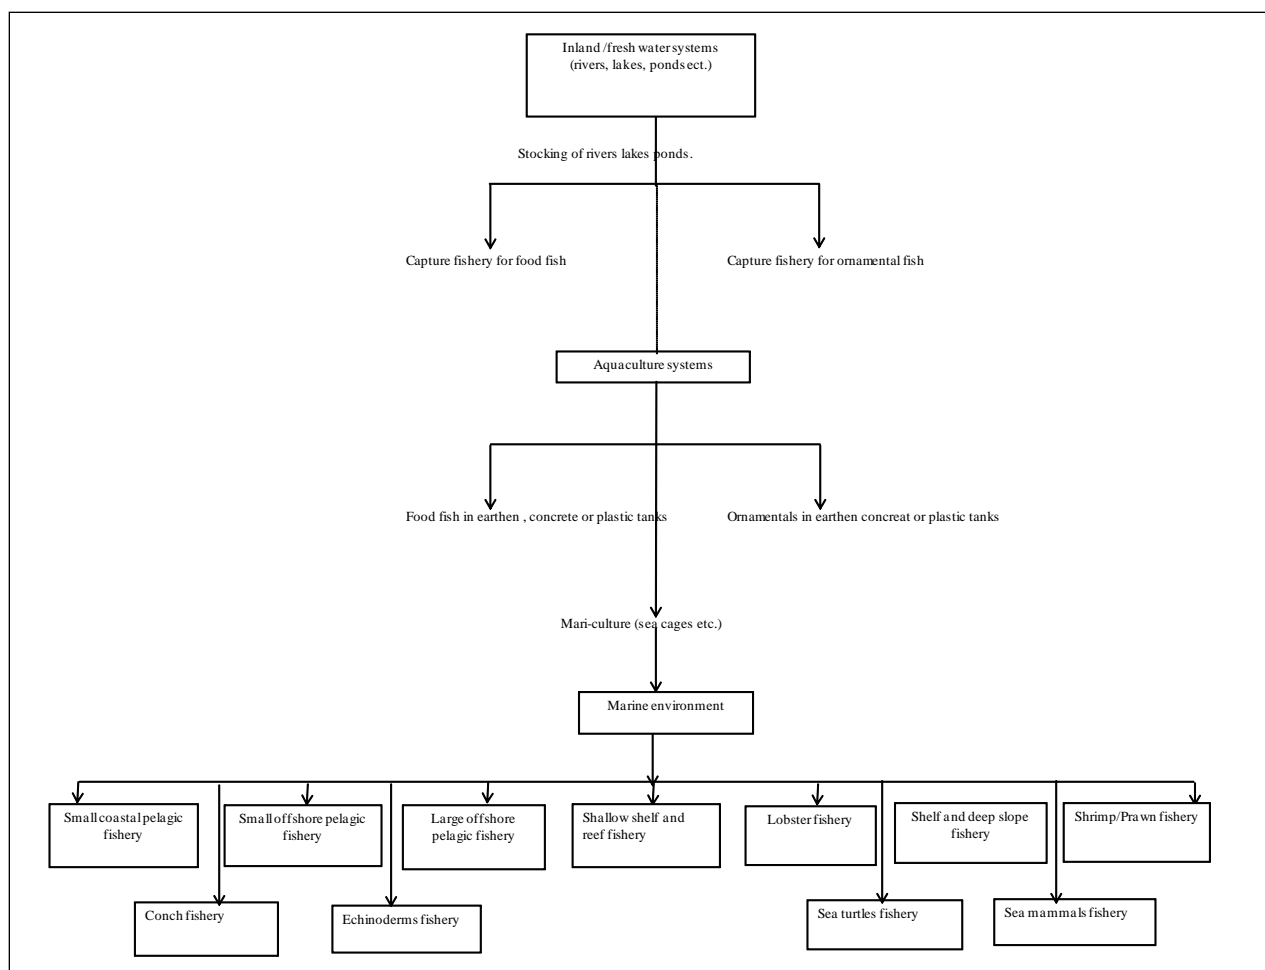 Inland /fresh water systems
(rivers, lakes, ponds ect.)
Stocking of rivers lakes ponds.
Capture fishery for food fish
Capture fishery for ornamental fish
Aquaculture systems
Food fish in earthen , concrete or plastic tanks
Ornamentals in earthen concreat or plastic tanks
Mari-culture (sea cages etc.)
Marine environment
Small coastal pelagic
fishery
Small offshore pelagic
fishery
Large offshore
pelagic fishery
Shallow shelf and
reef fishery
Lobster fishery
Shelf and deep slope
fishery
Shrimp/Prawn fishery
Conch fishery
Echinoderms fishery
Sea turtles fishery
Sea mammals fishery